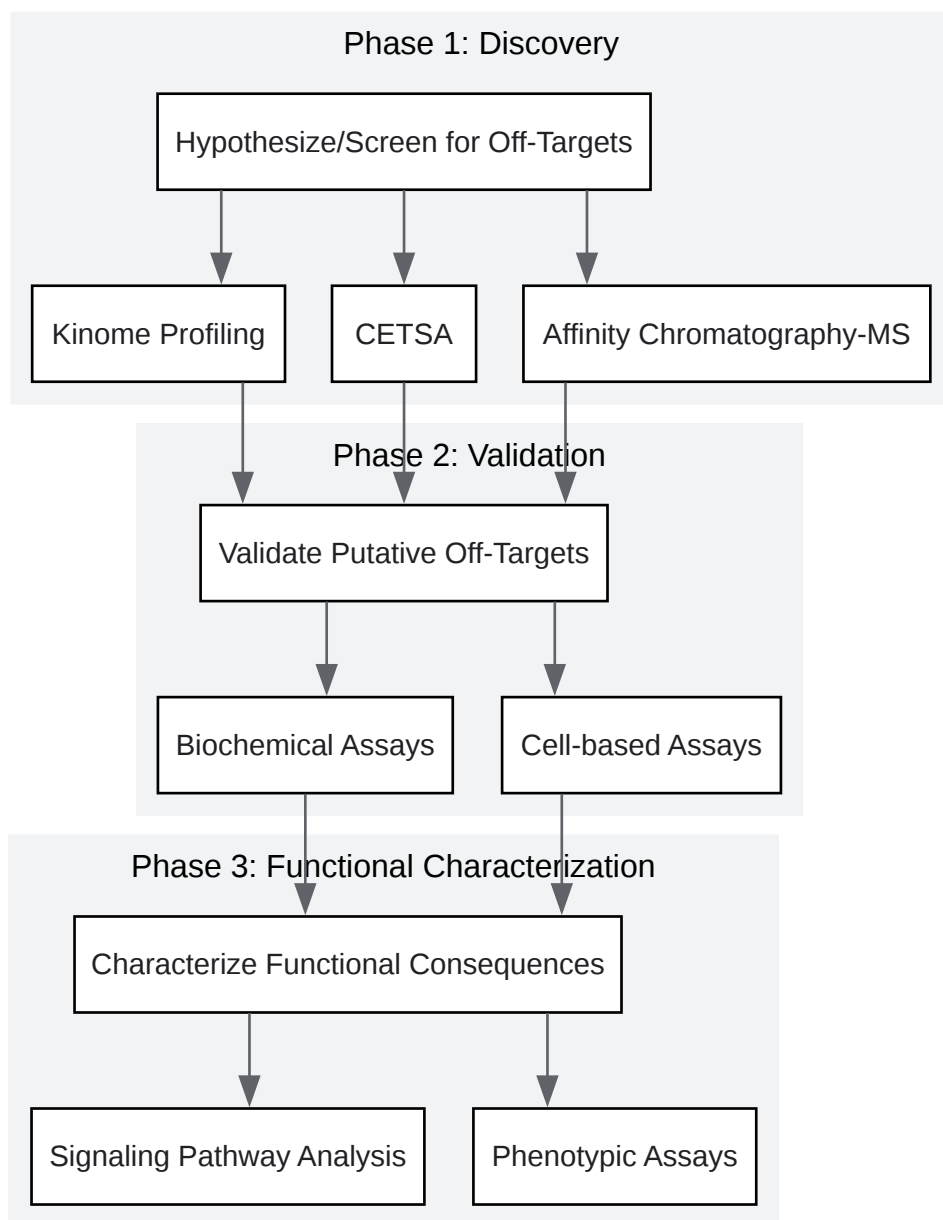 Phase 1: Discovery
Hypothesize/Screen for Off-Targets
Kinome Profiling
CETSA
Affinity Chromatography-MS
Phase 2: Validation
Validate Putative Off-Targets
Biochemical Assays
Cell-based Assays
Phase 3: Functional Characterization
Characterize Functional Consequences
Signaling Pathway Analysis
Phenotypic Assays